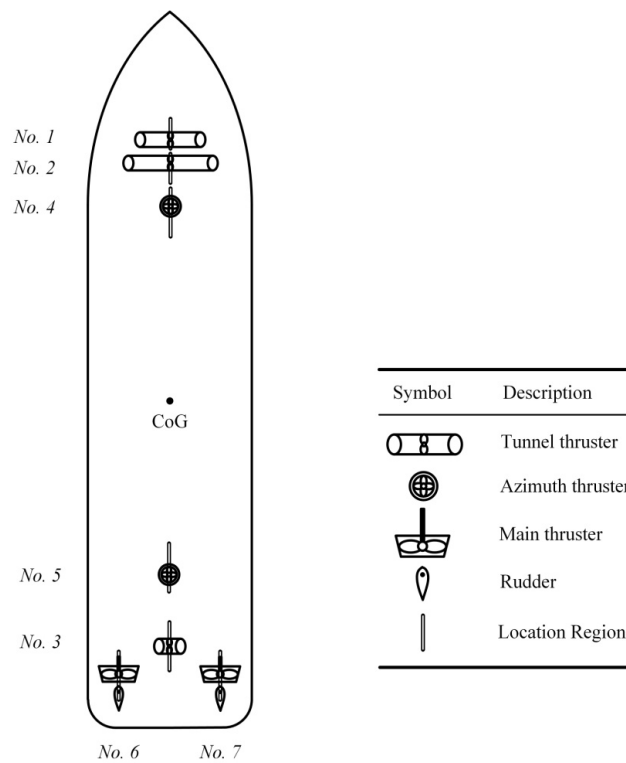 No. 1
No. 2
No. 4
CoG
No. 5
No. 3
No. 6
No. 7
Symbol Description
Tunnel thruster
Azimuth thruster
Main thruster
Rudder
Location Region